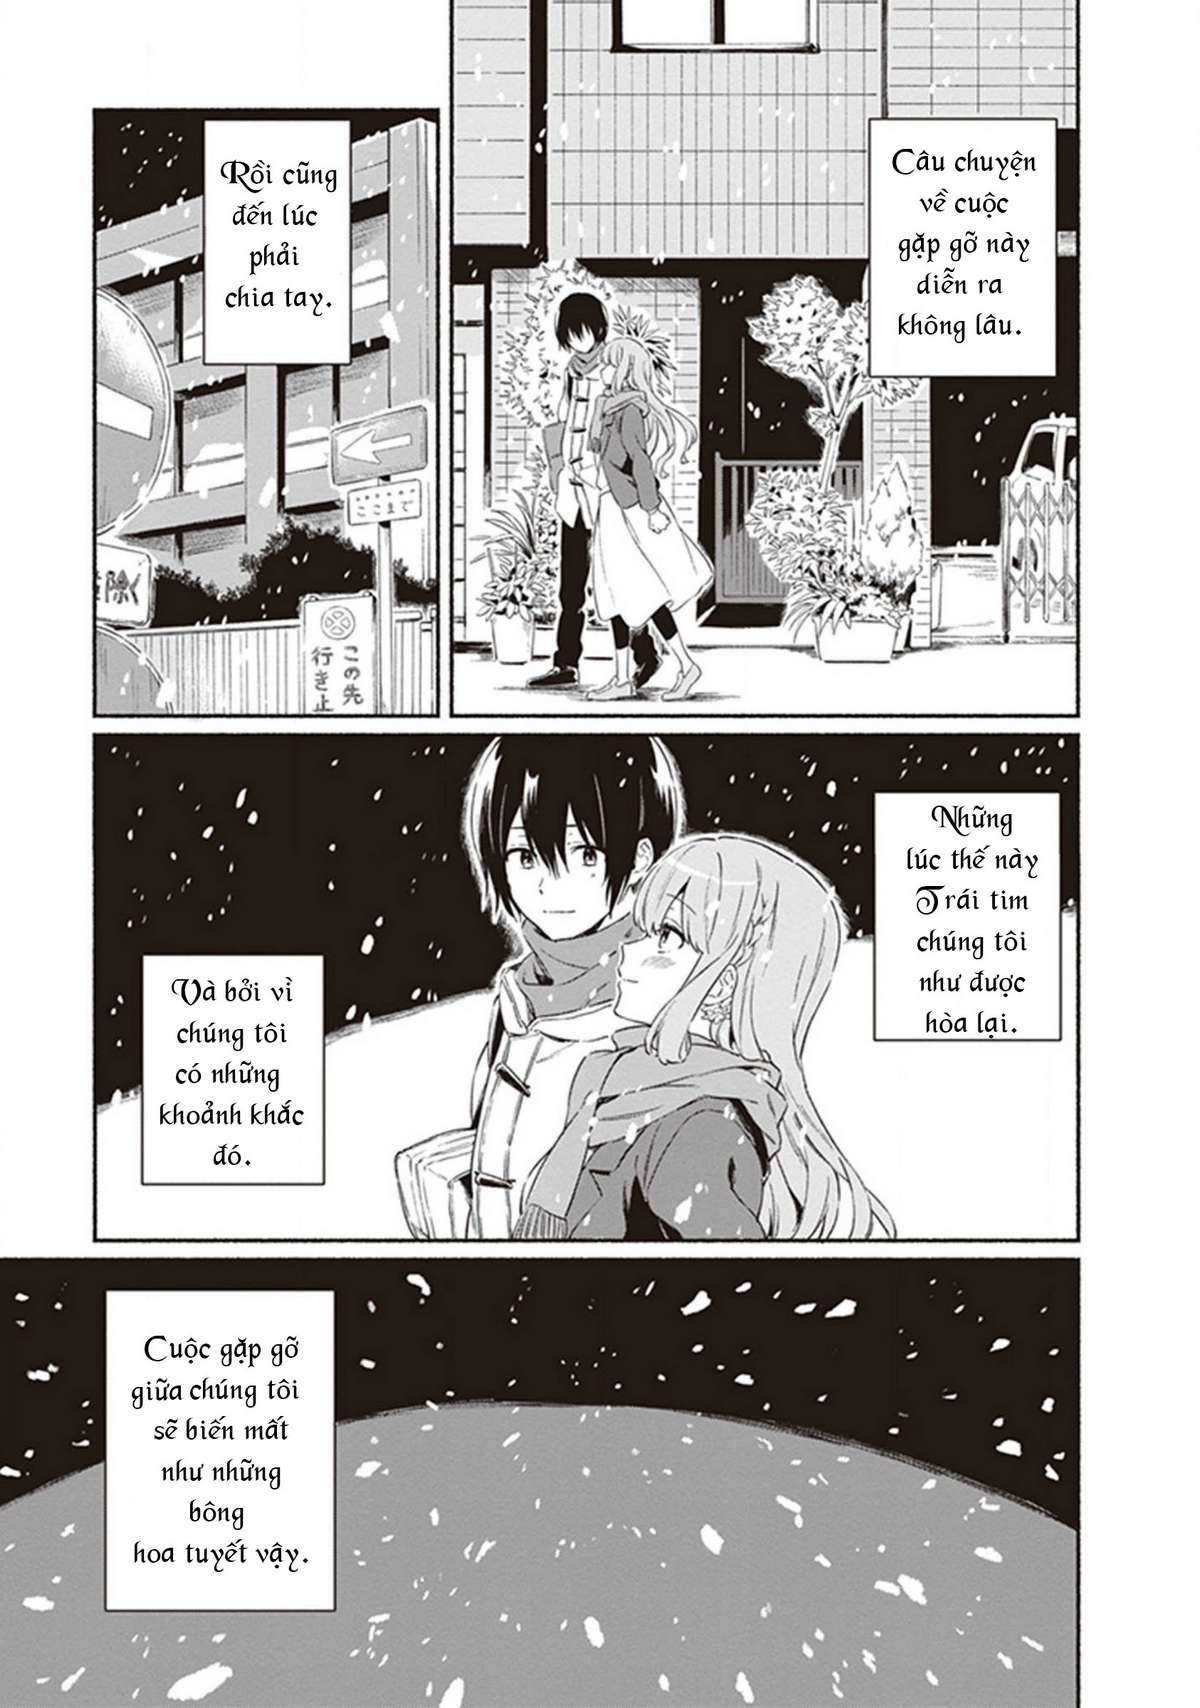 Câu chuyện
về cuộc
gặp gỡ này
diễn ra
không lâu.
Rồi cũng
đến lúc
phải
chia tay.
ここまで
除く
この先
行き止
Những
lúc thế này
Trái tim
chúng tôi
như được
hòa lại.
Và bởi vì
chúng tôi
có những
khoảnh khắc
đó.
Cuộc gặp gỡ
giữa chúng tôi
sẽ biến mất
như những
bông
hoa tuyết vậy.